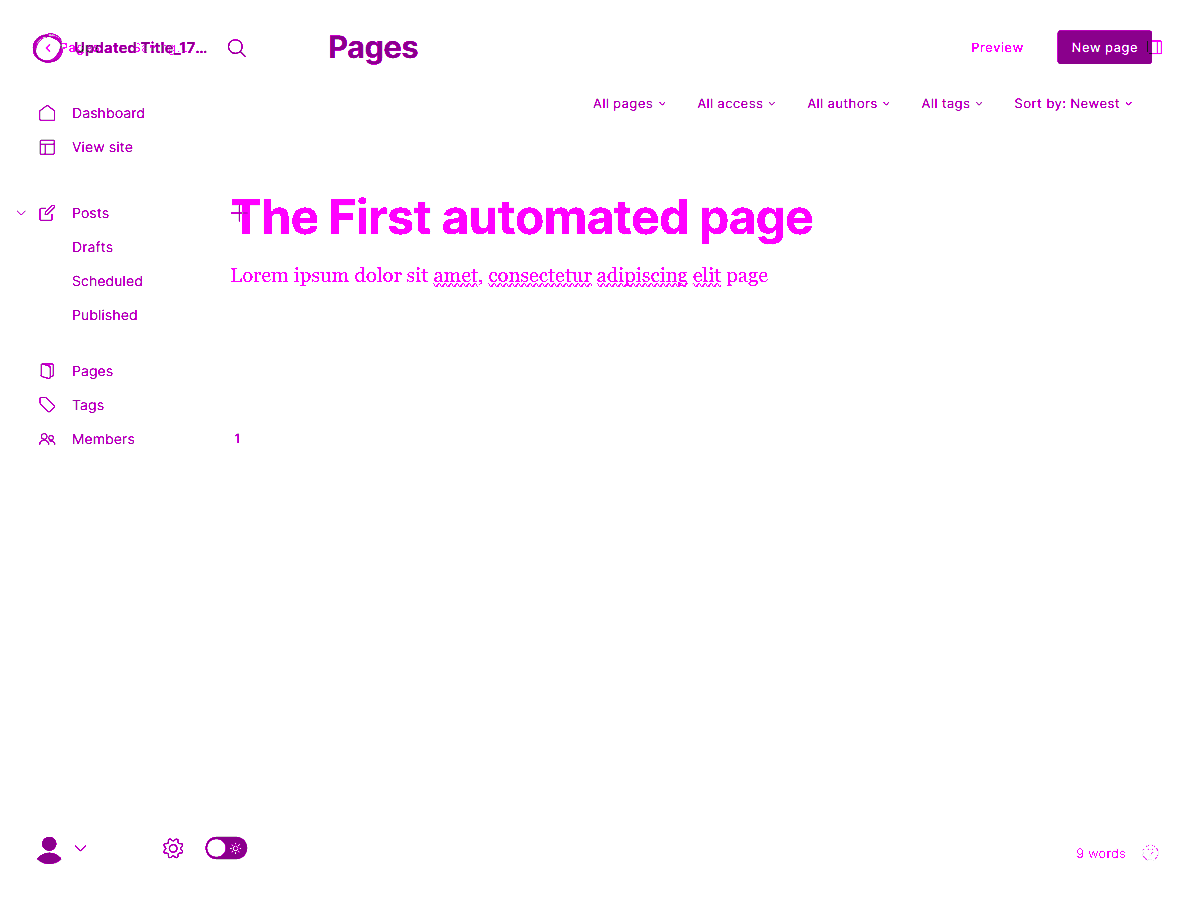 Updated Title_17...
Pages
Preview
New page
All pages
All access
All authors
All tags
Sort by: Newest
Dashboard
View site
Posts
Drafts
Scheduled
Published
The First automated page
Lorem ipsum dolor sit amet, consectetur adipiscing elit page
Pages
Tags
Members 1
9 words